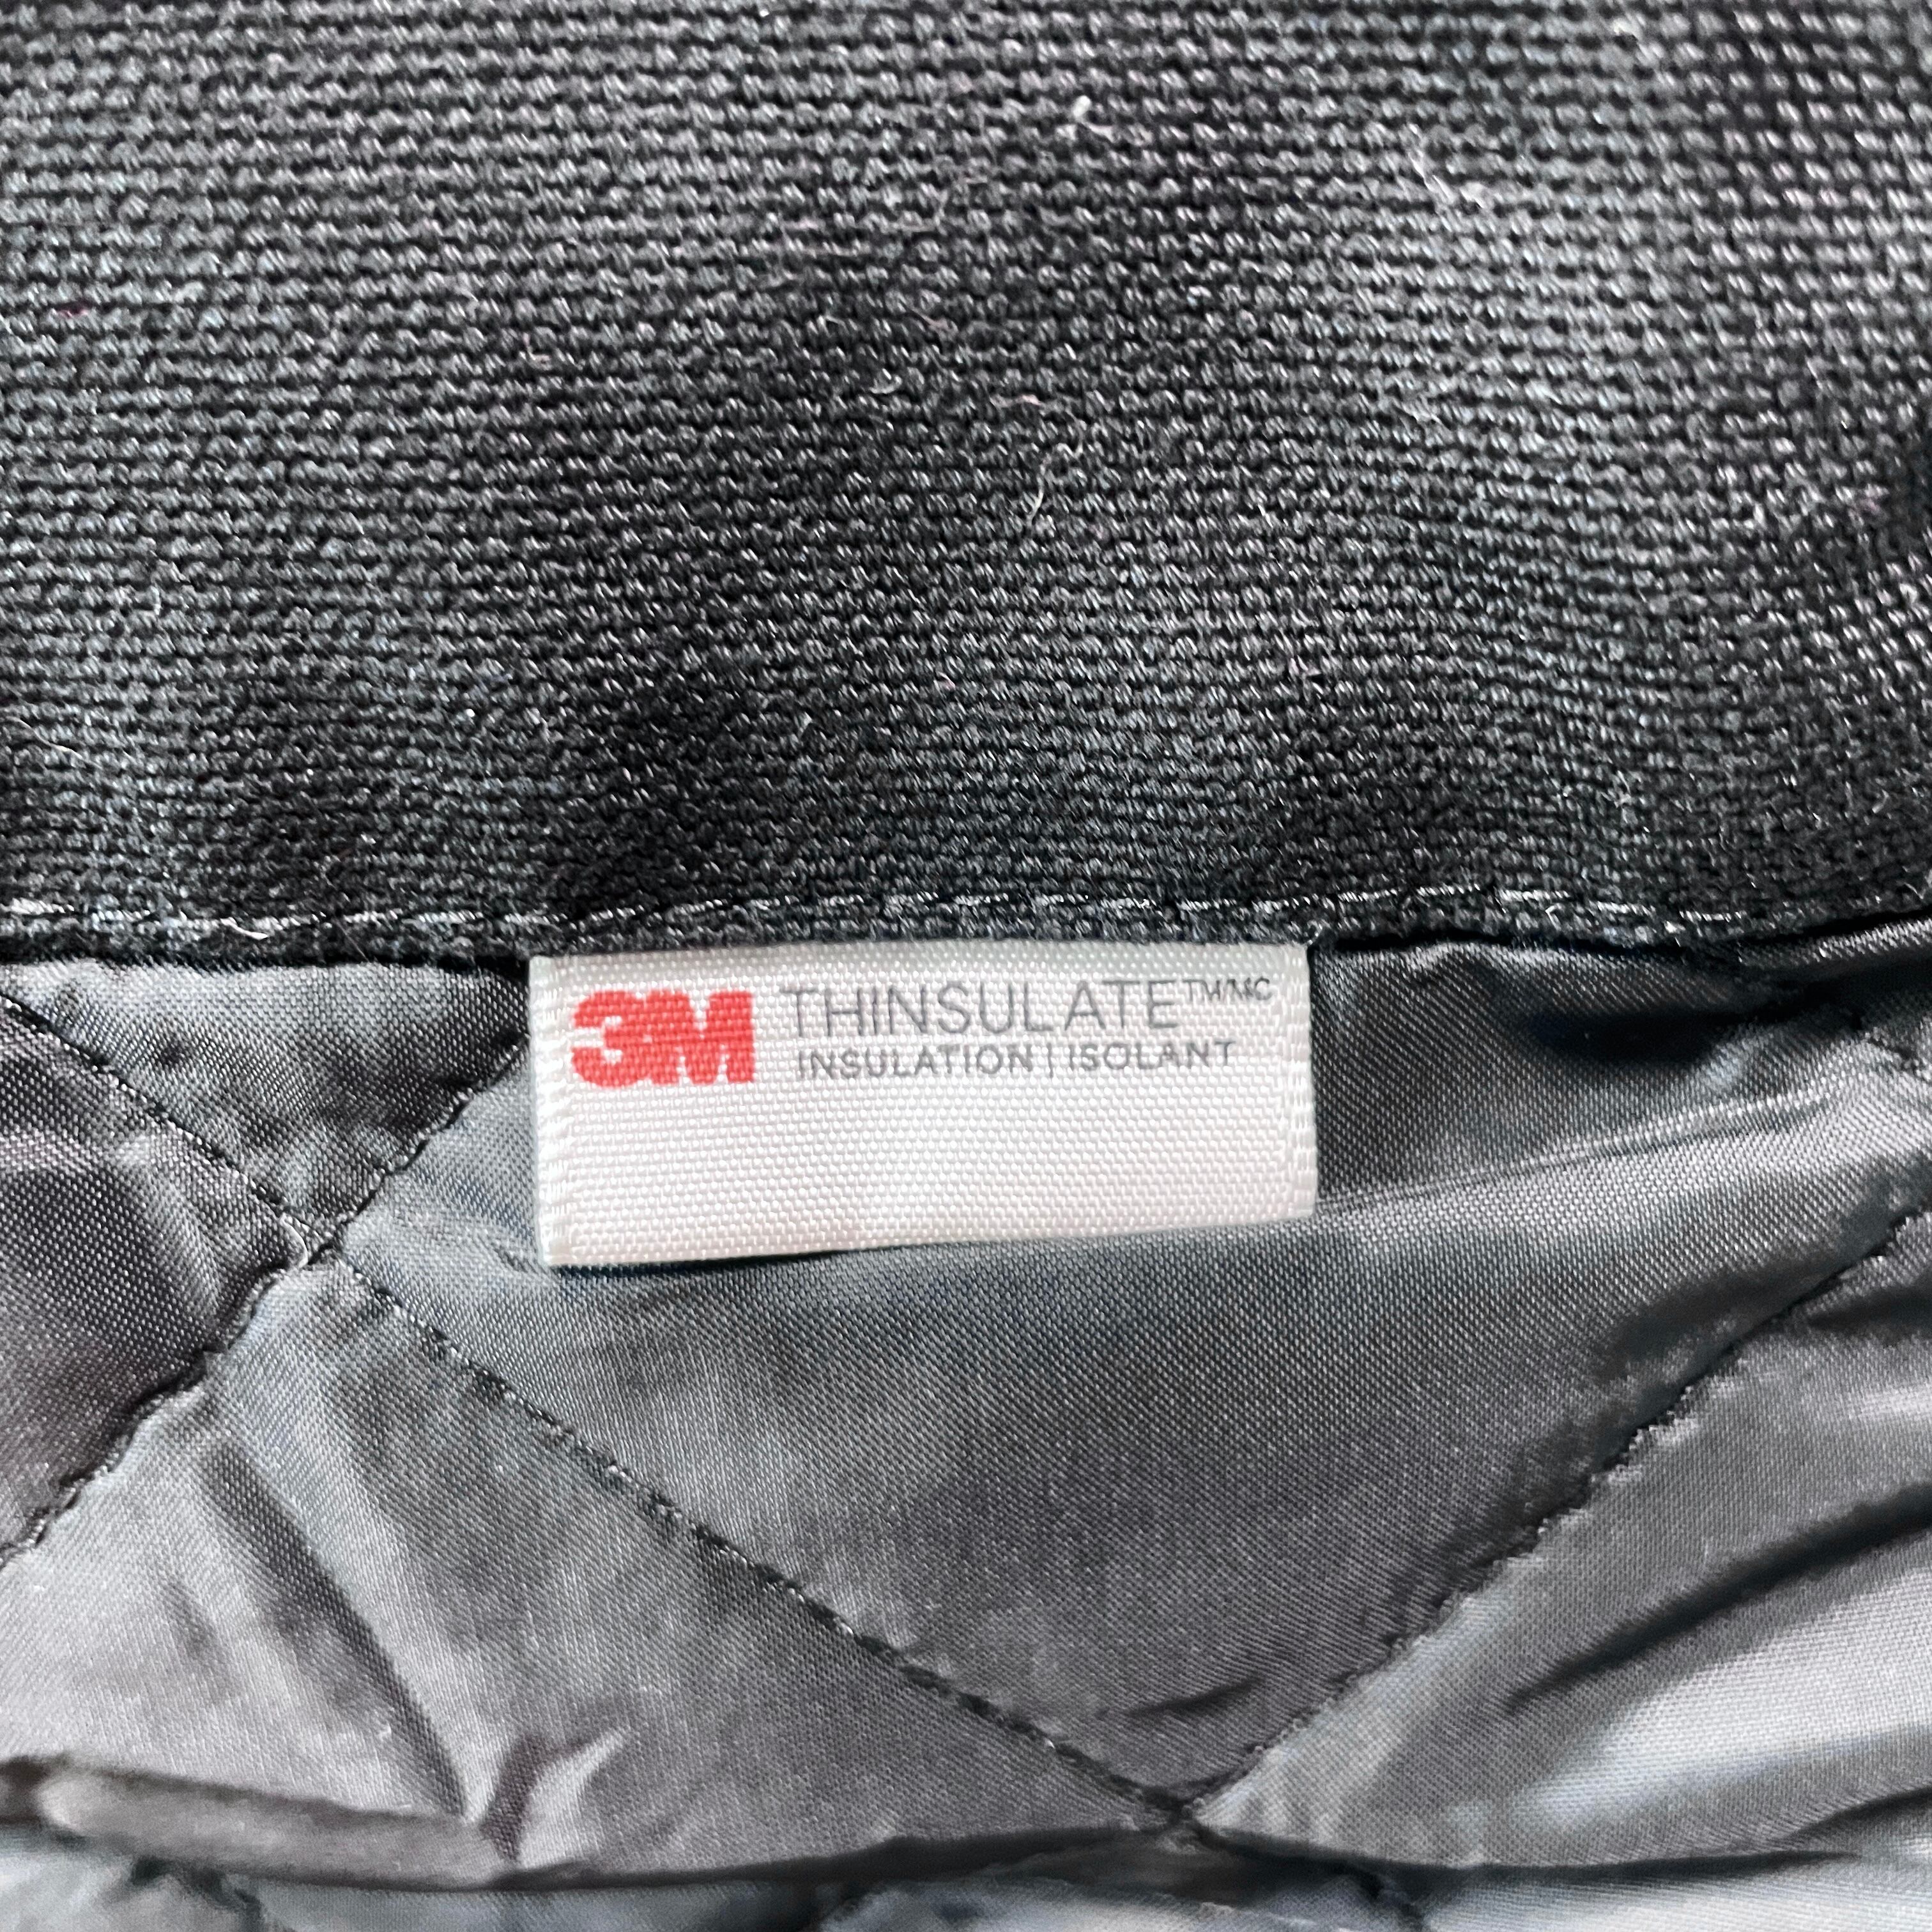 3M THINSULATE™/MC
INSULATION | ISOLANT